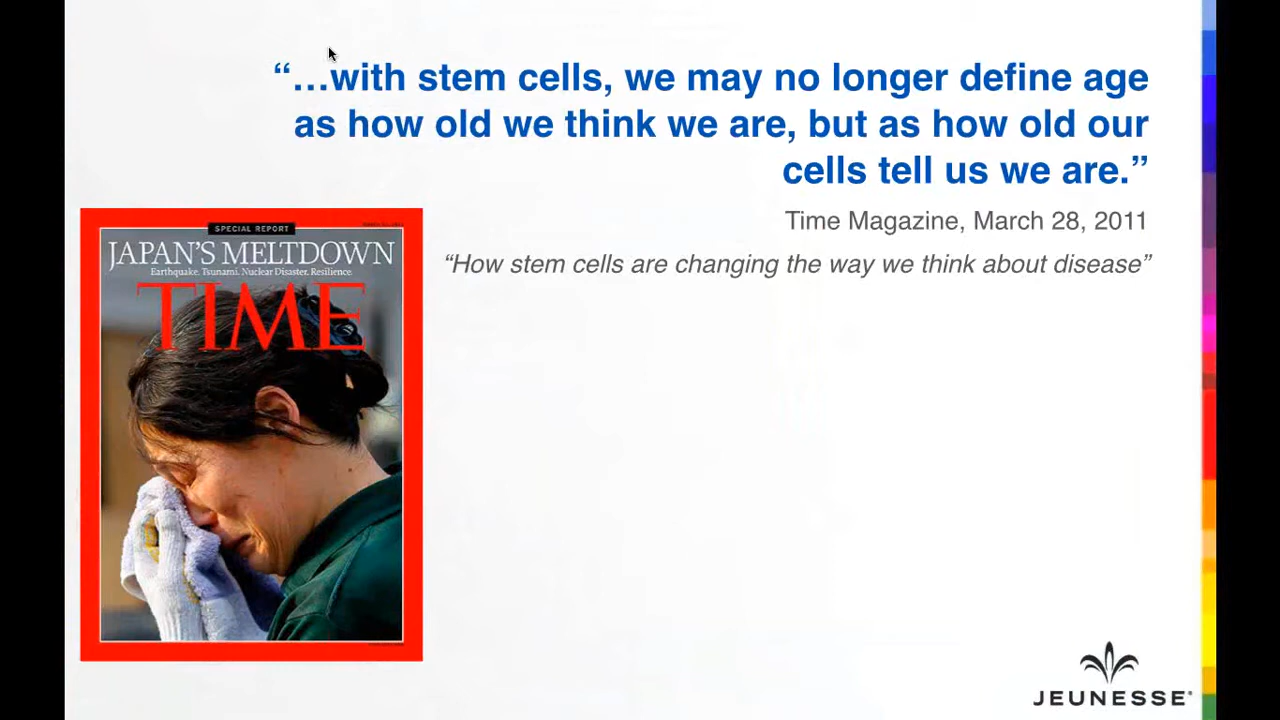 “…with stem cells, we may no longer define age
as how old we think we are, but as how old our
cells tell us we are.”
Time Magazine, March 28, 2011
“How stem cells are changing the way we think about disease”
SPECIAL REPORT
JAPAN'S MELTDOWN
Earthquake. Tsunami. Nuclear Disaster. Resilience.
TIME
JEUNESSE®